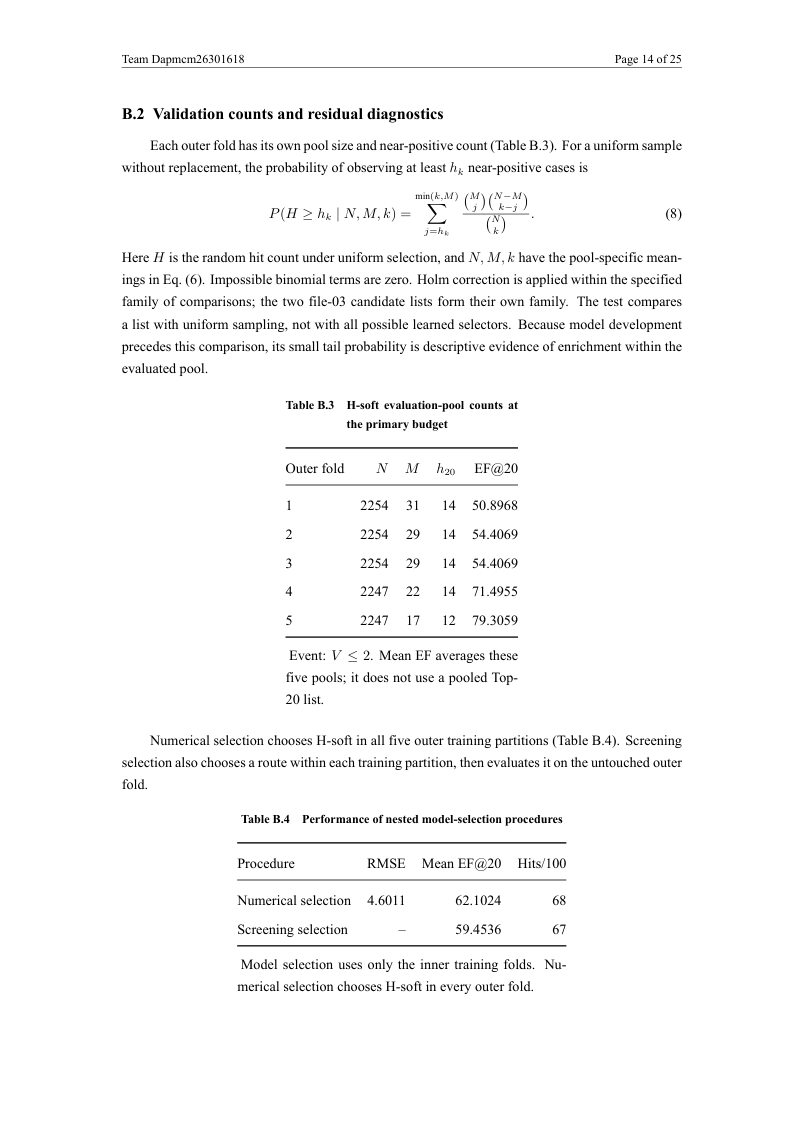 Team Dapmcm26301618 Page 14 of 25
B.2 Validation counts and residual diagnostics
Each outer fold has its own pool size and near-positive count (Table B.3). For a uniform sample
without replacement, the probability of observing at least h_k near-positive cases is
P(H ≥ h_k | N, M, k) = \sum_{j=h_k}^{min(k,M)} \frac{\binom{M}{j}\binom{N−M}{k−j}}{\binom{N}{k}}. (8)
Here H is the random hit count under uniform selection, and N, M, k have the pool-specific mean-
ings in Eq. (6). Impossible binomial terms are zero. Holm correction is applied within the specified
family of comparisons; the two file-03 candidate lists form their own family. The test compares
a list with uniform sampling, not with all possible learned selectors. Because model development
precedes this comparison, its small tail probability is descriptive evidence of enrichment within the
evaluated pool.
Table B.3 H-soft evaluation-pool counts at
the primary budget
Outer fold N M h_20 EF@20
1 2254 31 14 50.8968
2 2254 29 14 54.4069
3 2254 29 14 54.4069
4 2247 22 14 71.4955
5 2247 17 12 79.3059
Event: V ≤ 2. Mean EF averages these
five pools; it does not use a pooled Top-
20 list.
Numerical selection chooses H-soft in all five outer training partitions (Table B.4). Screening
selection also chooses a route within each training partition, then evaluates it on the untouched outer
fold.
Table B.4 Performance of nested model-selection procedures
Procedure RMSE Mean EF@20 Hits/100
Numerical selection 4.6011 62.1024 68
Screening selection – 59.4536 67
Model selection uses only the inner training folds. Nu-
merical selection chooses H-soft in every outer fold.